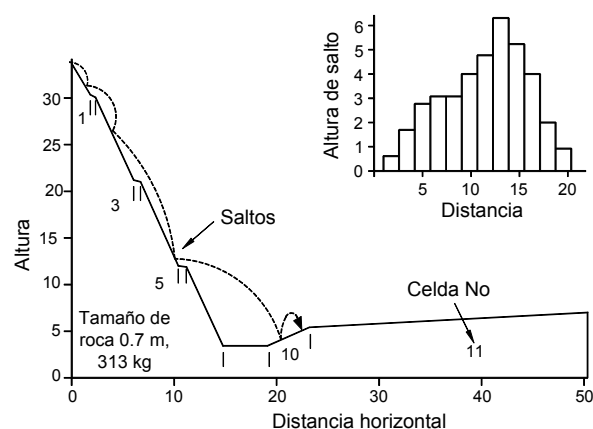 6
5
4
3
2
1
0
Altura de salto
5 10 15 20
Distancia
30
25
20
15
10
5
0
Altura
1
3
5
Saltos
Tamaño de
roca 0.7 m,
313 kg
10
Celda No
11
0 10 20 30 40 50
Distancia horizontal